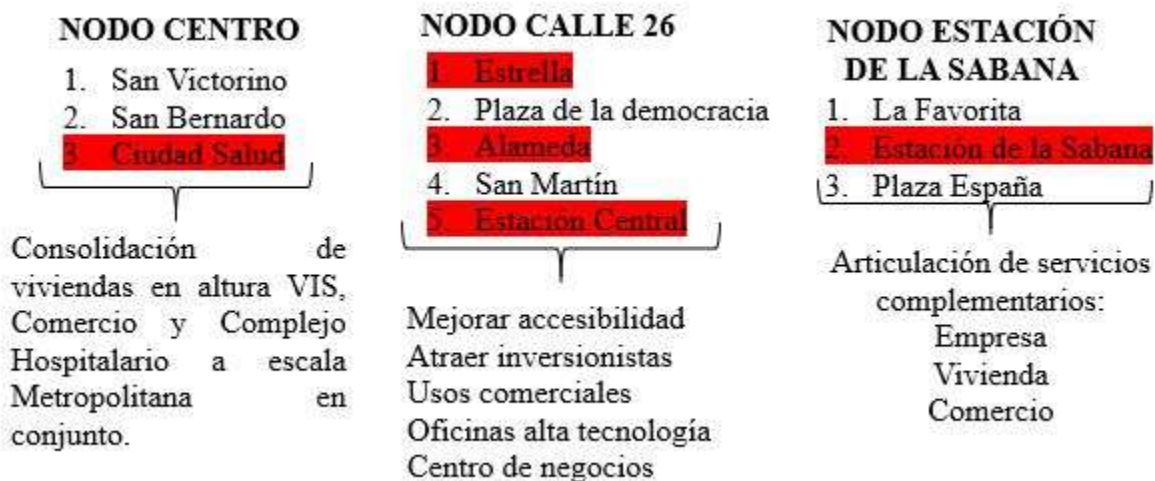 NODO CENTRO
1. San Victorino
2. San Bernardo
3. Ciudad Salud
Consolidación de
viviendas en altura VIS,
Comercio y Complejo
Hospitalario a escala
Metropolitana en
conjunto.
NODO CALLE 26
1. Estrella
2. Plaza de la democracia
3. Alameda
4. San Martín
5. Estación Central
Mejorar accesibilidad
Atraer inversionistas
Usos comerciales
Oficinas alta tecnología
Centro de negocios
NODO ESTACIÓN
DE LA SABANA
1. La Favorita
2. Estación de la Sabana
3. Plaza España
Articulación de servicios
complementarios:
Empresa
Vivienda
Comercio